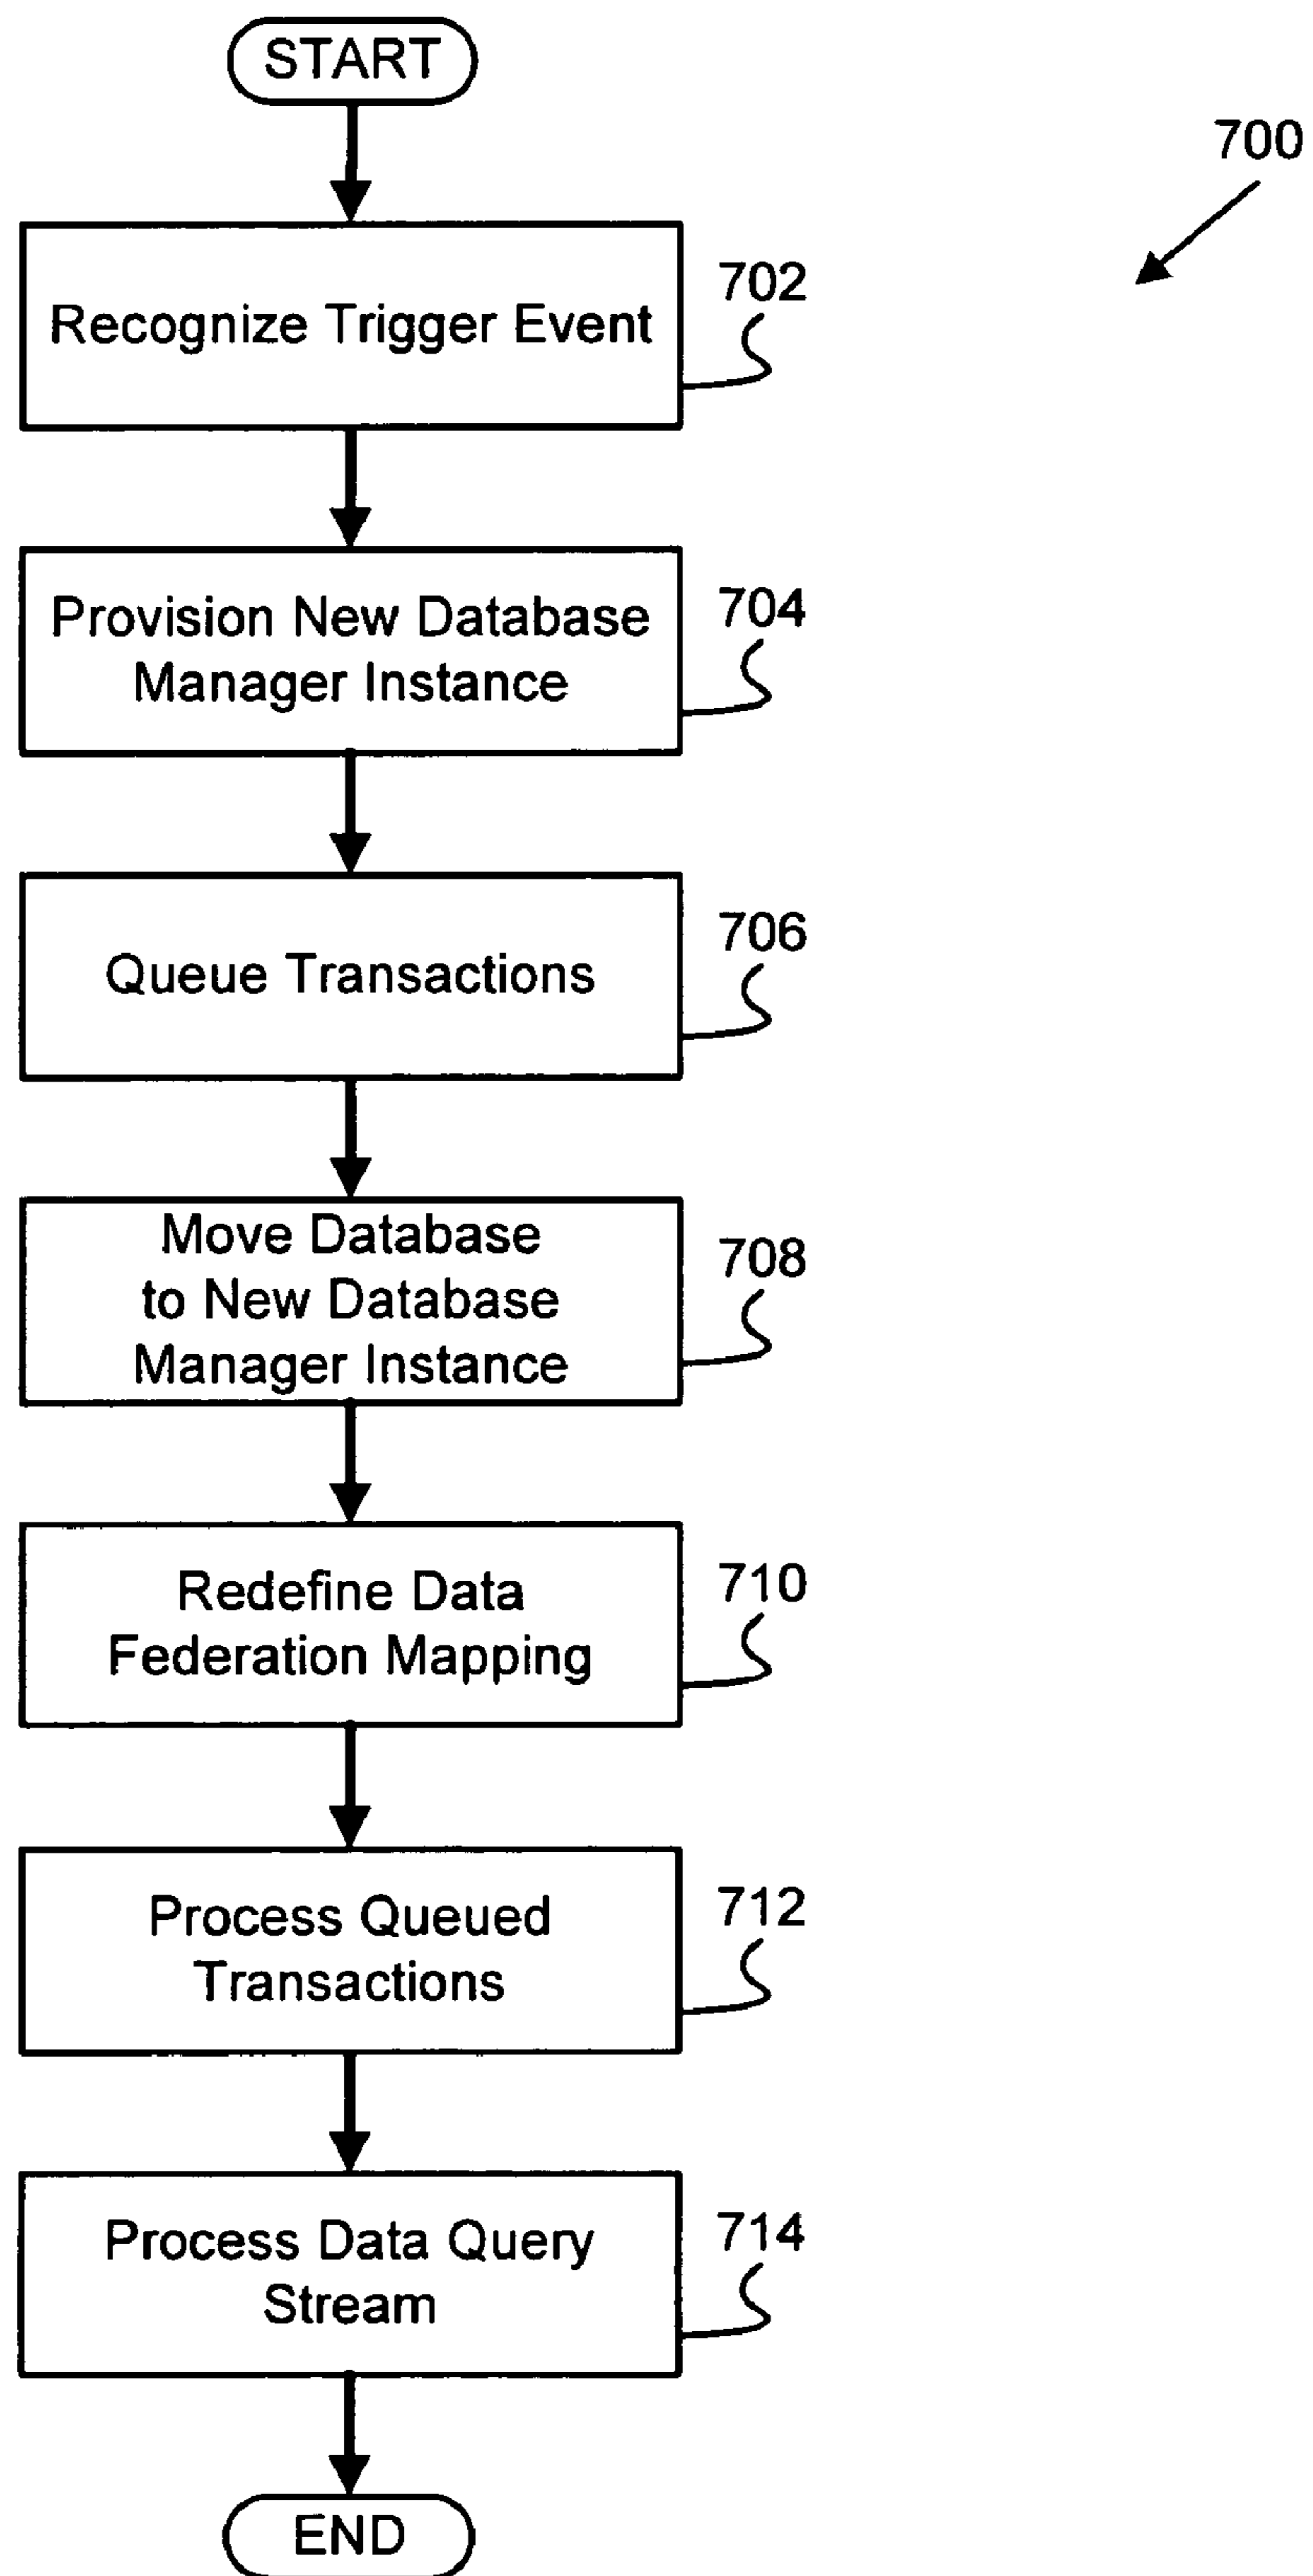 START
700
Recognize Trigger Event
702
Provision New Database
Manager Instance
704
Queue Transactions
706
Move Database
to New Database
Manager Instance
708
Redefine Data
Federation Mapping
710
Process Queued
Transactions
712
Process Data Query
Stream
714
END